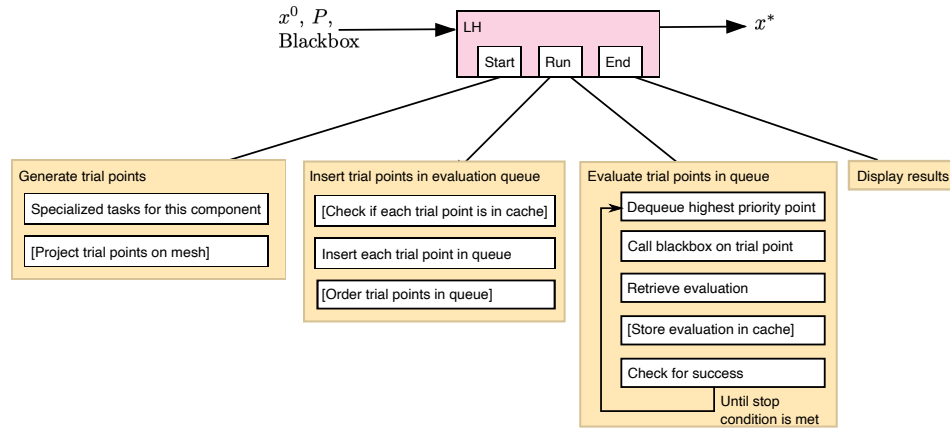 x⁰, P,
Blackbox
LH
x*
Start
Run
End
Generate trial points
Specialized tasks for this component
[Project trial points on mesh]
Insert trial points in evaluation queue
[Check if each trial point is in cache]
Insert each trial point in queue
[Order trial points in queue]
Evaluate trial points in queue
Dequeue highest priority point
Call blackbox on trial point
Retrieve evaluation
[Store evaluation in cache]
Check for success
Until stop
condition is met
Display results